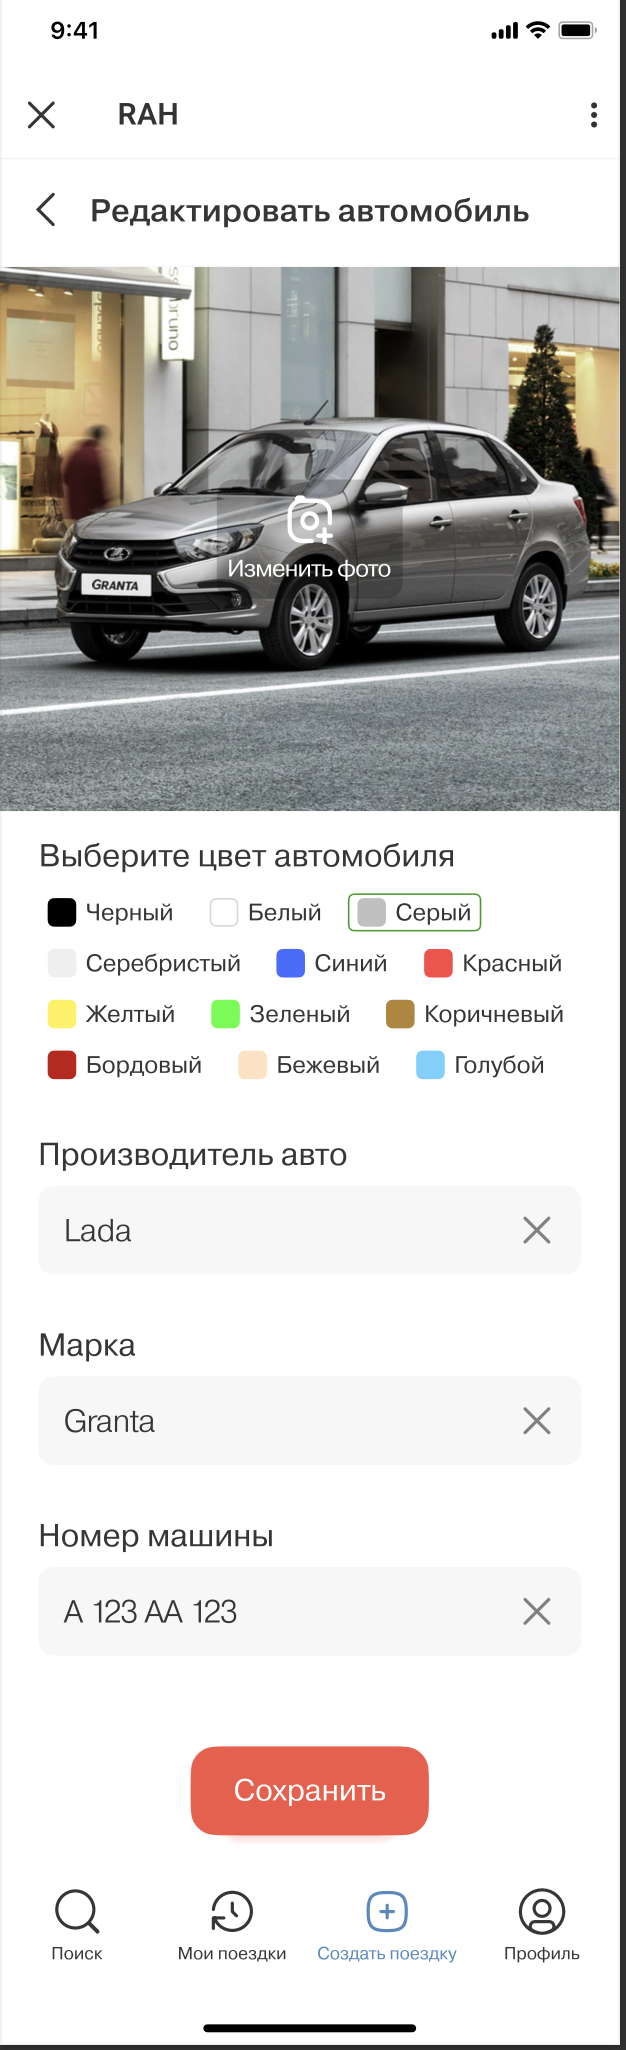 9:41
RAH
Редактировать автомобиль
GRANTA
Изменить фото
Выберите цвет автомобиля
Черный Белый Серый
Серебристый Синий Красный
Желтый Зеленый Коричневый
Бордовый Бежевый Голубой
Производитель авто
Lada
Марка
Granta
Номер машины
А 123 АА 123
Сохранить
Поиск Мои поездки Создать поездку Профиль